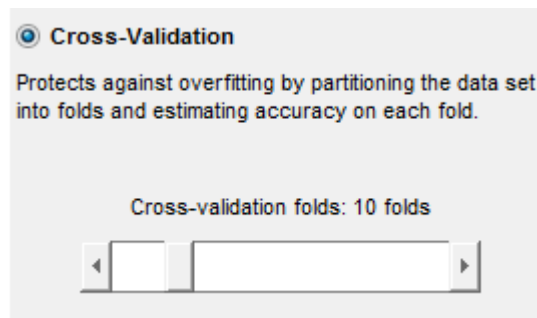 Cross-Validation
Protects against overfitting by partitioning the data set
into folds and estimating accuracy on each fold.
Cross-validation folds: 10 folds